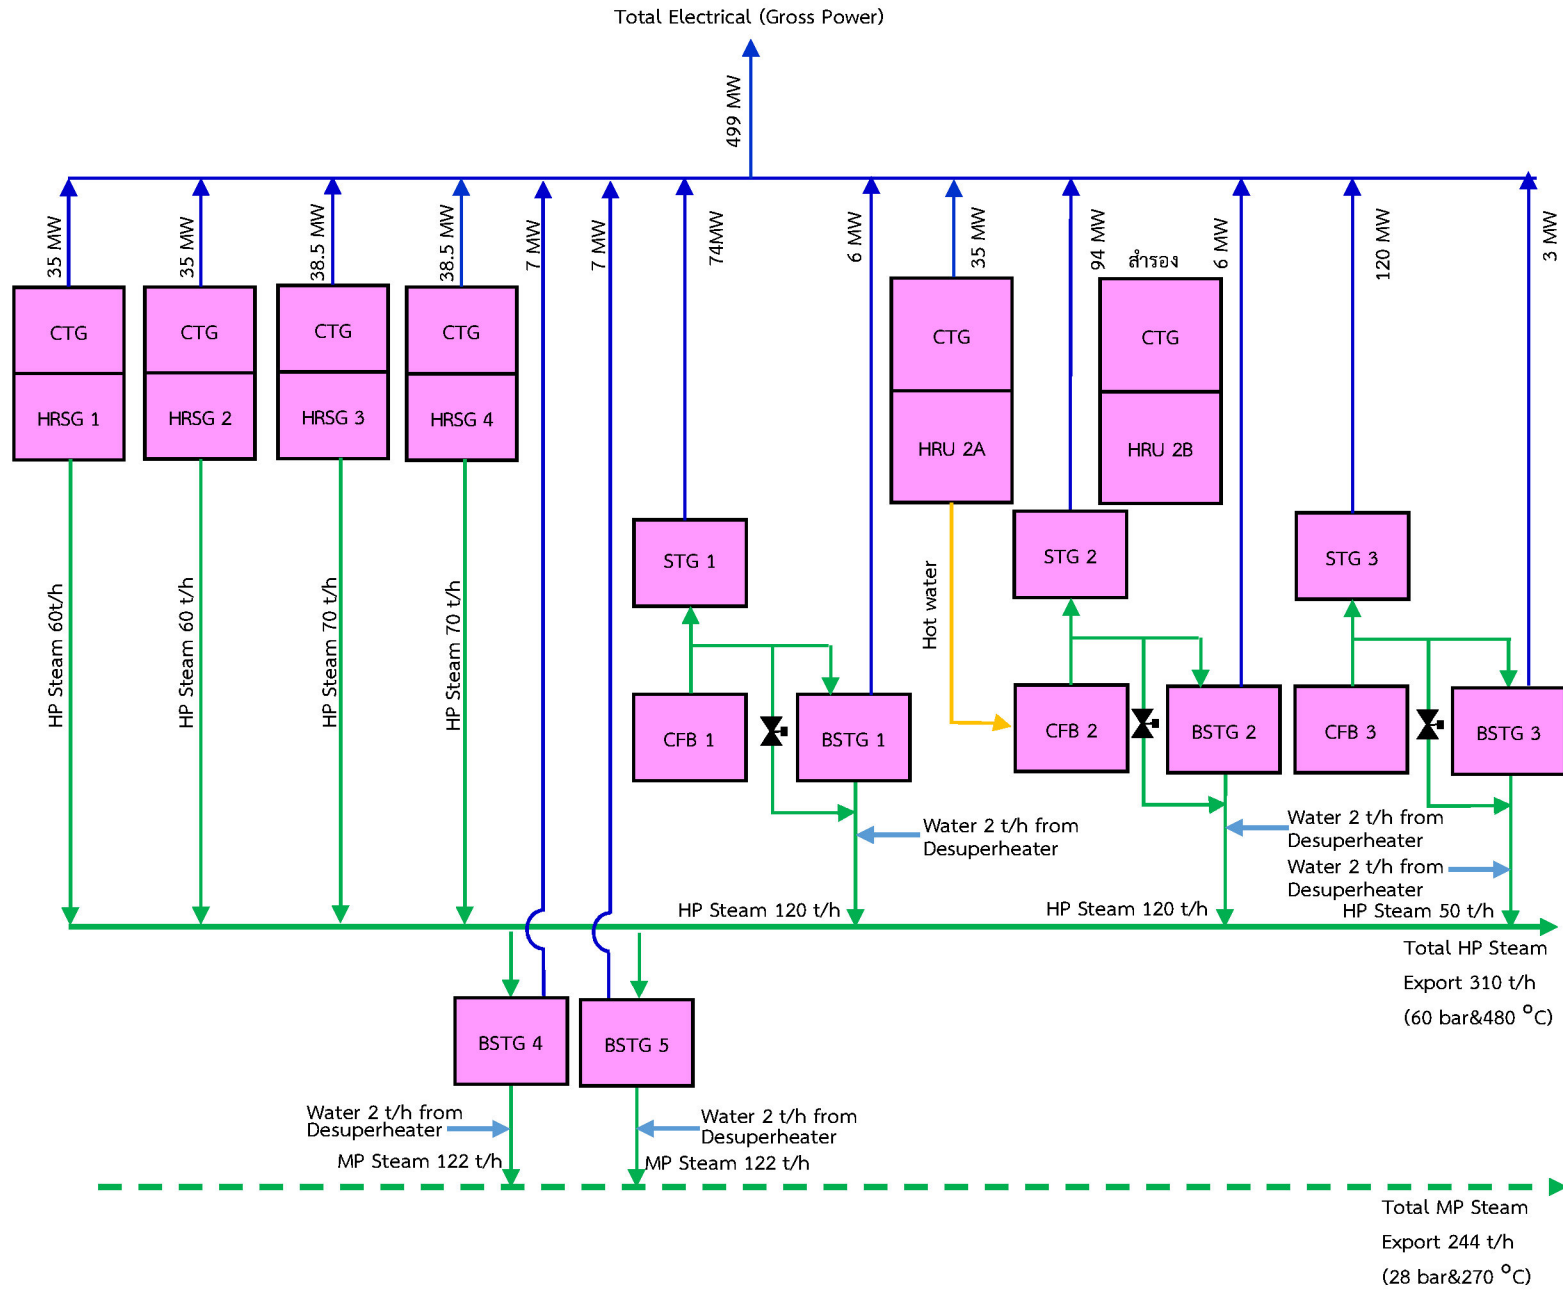 Total Electrical (Gross Power)
499 MW
35 MW
35 MW
38.5 MW
38.5 MW
7 MW
7 MW
74MW
6 MW
35 MW
94 MW
สำรอง
6 MW
120 MW
3 MW
CTG
CTG
CTG
CTG
CTG
CTG
HRSG 1
HRSG 2
HRSG 3
HRSG 4
HRU 2A
HRU 2B
STG 1
STG 2
STG 3
HP Steam 60t/h
HP Steam 60 t/h
HP Steam 70 t/h
HP Steam 70 t/h
Hot water
CFB 1
BSTG 1
CFB 2
BSTG 2
CFB 3
BSTG 3
Water 2 t/h from
Desuperheater
Water 2 t/h from
Desuperheater
Water 2 t/h from
Desuperheater
HP Steam 120 t/h
HP Steam 120 t/h
HP Steam 50 t/h
Total HP Steam
Export 310 t/h
(60 bar&480 °C)
BSTG 4
BSTG 5
Water 2 t/h from
Desuperheater
Water 2 t/h from
Desuperheater
MP Steam 122 t/h
MP Steam 122 t/h
Total MP Steam
Export 244 t/h
(28 bar&270 °C)